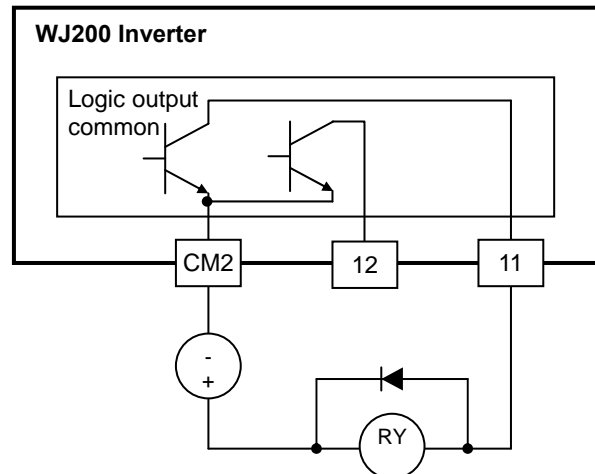 WJ200 Inverter
Logic output
common
CM2
12
11
-
+
RY